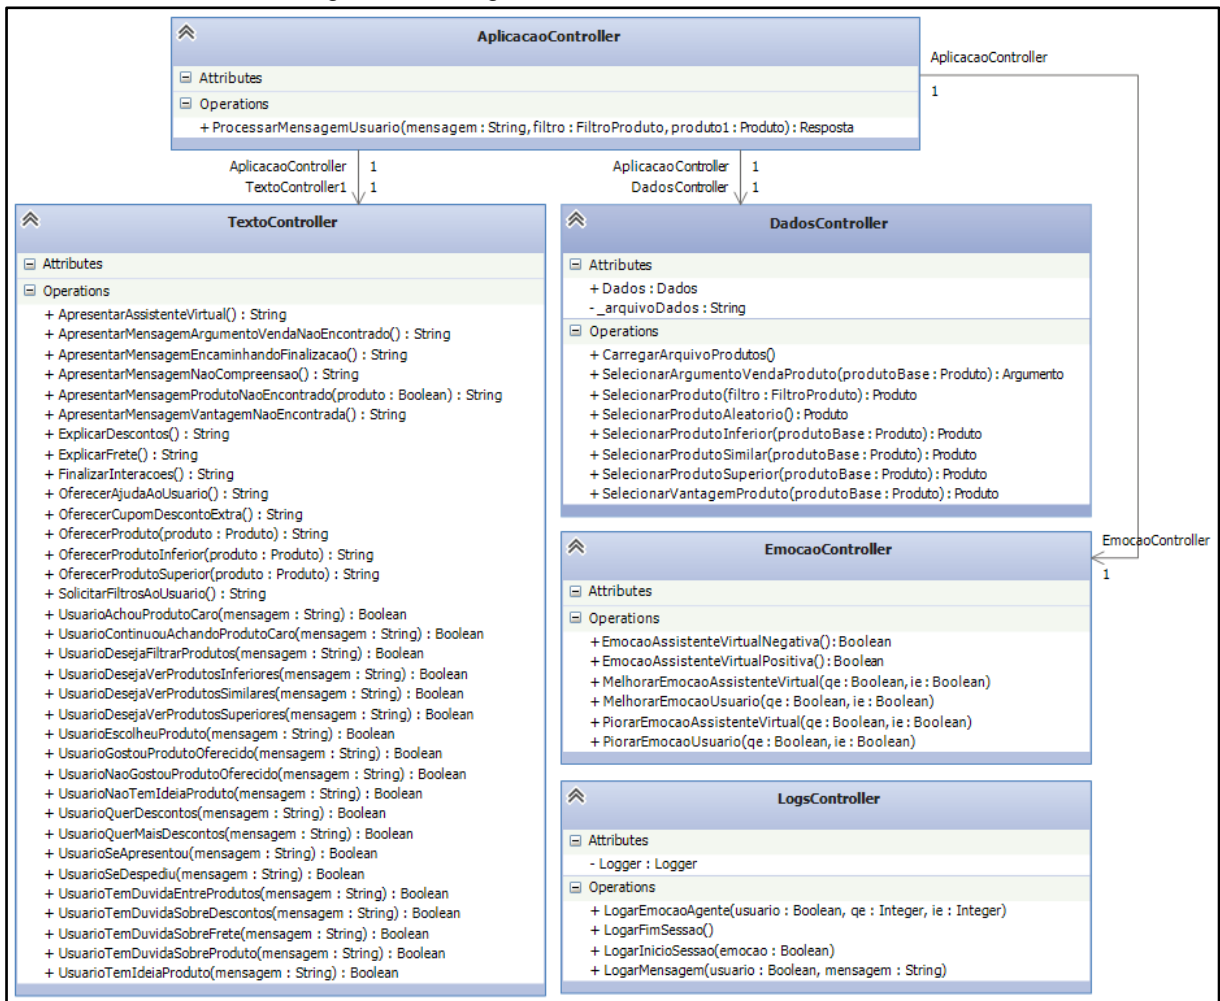 AplicacaoController
Attributes
Operations
+ ProcessarMensagemUsuario(mensagem : String, filtro : FiltroProduto, produto1 : Produto) : Resposta
AplicacaoController
1
AplicacaoController 1
TextoController1 1
AplicacaoController 1
DadosController 1
TextoController
Attributes
Operations
+ ApresentarAssistenteVirtual() : String
+ ApresentarMensagemArgumentoVendaNaoEncontrado() : String
+ ApresentarMensagemEncaminhandoFinalizacao() : String
+ ApresentarMensagemNaoCompreensao() : String
+ ApresentarMensagemProdutoNaoEncontrado(produto : Boolean) : String
+ ApresentarMensagemVantagemNaoEncontrada() : String
+ ExplicarDescontos() : String
+ ExplicarFrete() : String
+ FinalizarInteracoes() : String
+ OferecerAjudaAoUsuario() : String
+ OferecerCupomDescontoExtra() : String
+ OferecerProduto(produto : Produto) : String
+ OferecerProdutoInferior(produto : Produto) : String
+ OferecerProdutoSuperior(produto : Produto) : String
+ SolicitarFiltrosAoUsuario() : String
+ UsuarioAchouProdutoCaro(mensagem : String) : Boolean
+ UsuarioContinuouAchandoProdutoCaro(mensagem : String) : Boolean
+ UsuarioDesejaFiltrarProdutos(mensagem : String) : Boolean
+ UsuarioDesejaVerProdutosInferiores(mensagem : String) : Boolean
+ UsuarioDesejaVerProdutosSimilares(mensagem : String) : Boolean
+ UsuarioDesejaVerProdutosSuperiores(mensagem : String) : Boolean
+ UsuarioEscolheuProduto(mensagem : String) : Boolean
+ UsuarioGostouProdutoOferecido(mensagem : String) : Boolean
+ UsuarioNaoGostouProdutoOferecido(mensagem : String) : Boolean
+ UsuarioNaoTemIdeiaProduto(mensagem : String) : Boolean
+ UsuarioQuerDescontos(mensagem : String) : Boolean
+ UsuarioQuerMaisDescontos(mensagem : String) : Boolean
+ UsuarioSeApresentou(mensagem : String) : Boolean
+ UsuarioSeDespediu(mensagem : String) : Boolean
+ UsuarioTemDuvidaEntreProdutos(mensagem : String) : Boolean
+ UsuarioTemDuvidaSobreDescontos(mensagem : String) : Boolean
+ UsuarioTemDuvidaSobreFrete(mensagem : String) : Boolean
+ UsuarioTemDuvidaSobreProduto(mensagem : String) : Boolean
+ UsuarioTemIdeiaProduto(mensagem : String) : Boolean
DadosController
Attributes
+ Dados : Dados
- _arquivoDados : String
Operations
+ CarregarArquivoProdutos()
+ SelecionarArgumentoVendaProduto(produtoBase : Produto) : Argumento
+ SelecionarProduto(filtro : FiltroProduto) : Produto
+ SelecionarProdutoAleatorio() : Produto
+ SelecionarProdutoInferior(produtoBase : Produto) : Produto
+ SelecionarProdutoSimilar(produtoBase : Produto) : Produto
+ SelecionarProdutoSuperior(produtoBase : Produto) : Produto
+ SelecionarVantagemProduto(produtoBase : Produto) : Produto
EmocaoController
1
EmocaoController
Attributes
Operations
+ EmocaoAssistenteVirtualNegativa() : Boolean
+ EmocaoAssistenteVirtualPositiva() : Boolean
+ MelhorarEmocaoAssistenteVirtual(qe : Boolean, ie : Boolean)
+ MelhorarEmocaoUsuario(qe : Boolean, ie : Boolean)
+ PiorarEmocaoAssistenteVirtual(qe : Boolean, ie : Boolean)
+ PiorarEmocaoUsuario(qe : Boolean, ie : Boolean)
LogsController
Attributes
- Logger : Logger
Operations
+ LogarEmocaoAgente(usuario : Boolean, qe : Integer, ie : Integer)
+ LogarFimSessao()
+ LogarInicioSessao(emocao : Boolean)
+ LogarMensagem(usuario : Boolean, mensagem : String)